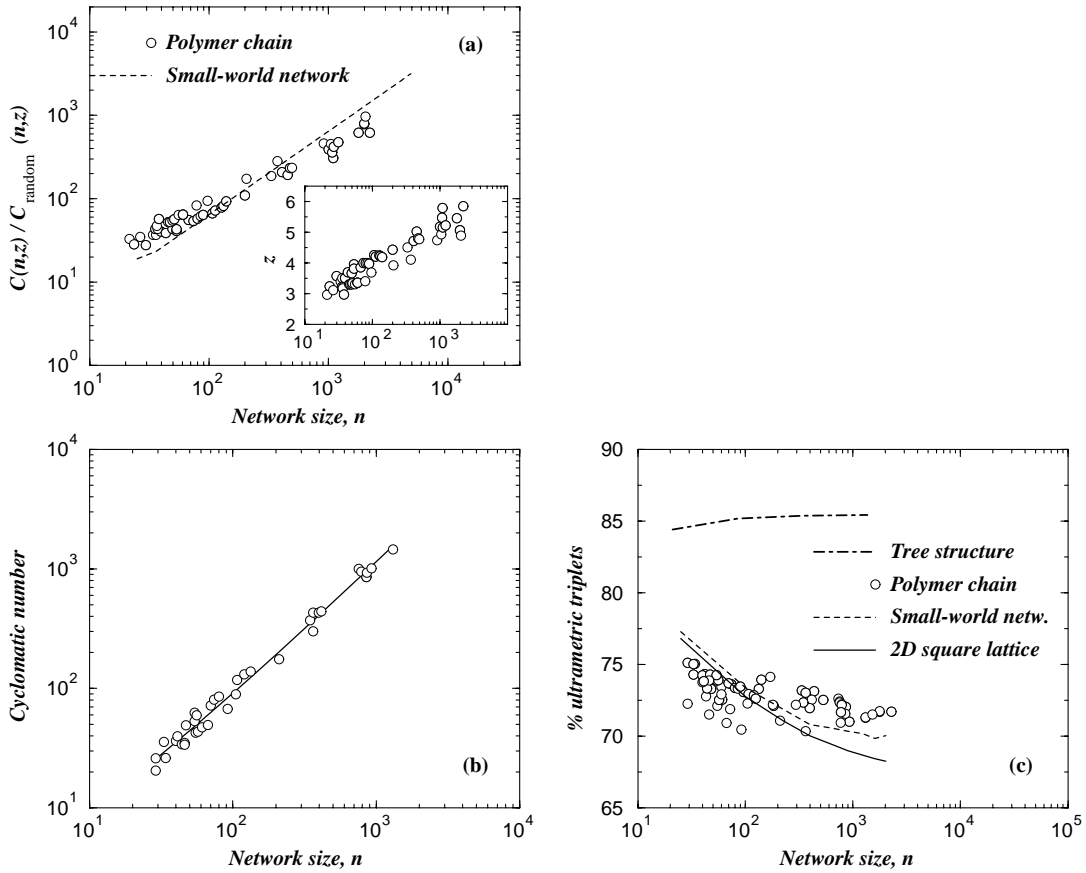 10^4
10^3
10^2
10^1
10^0
C(n,z) / C_random (n,z)
Polymer chain
Small-world network
(a)
6
5
4
3
2
z
10^1
10^2
10^3
10^1
10^2
10^3
10^4
Network size, n
10^4
10^3
10^2
10^1
Cyclomatic number
(b)
10^1
10^2
10^3
10^4
Network size, n
90
85
80
75
70
65
% ultrametric triplets
Tree structure
Polymer chain
Small-world netw.
2D square lattice
(c)
10^1
10^2
10^3
10^4
10^5
Network size, n